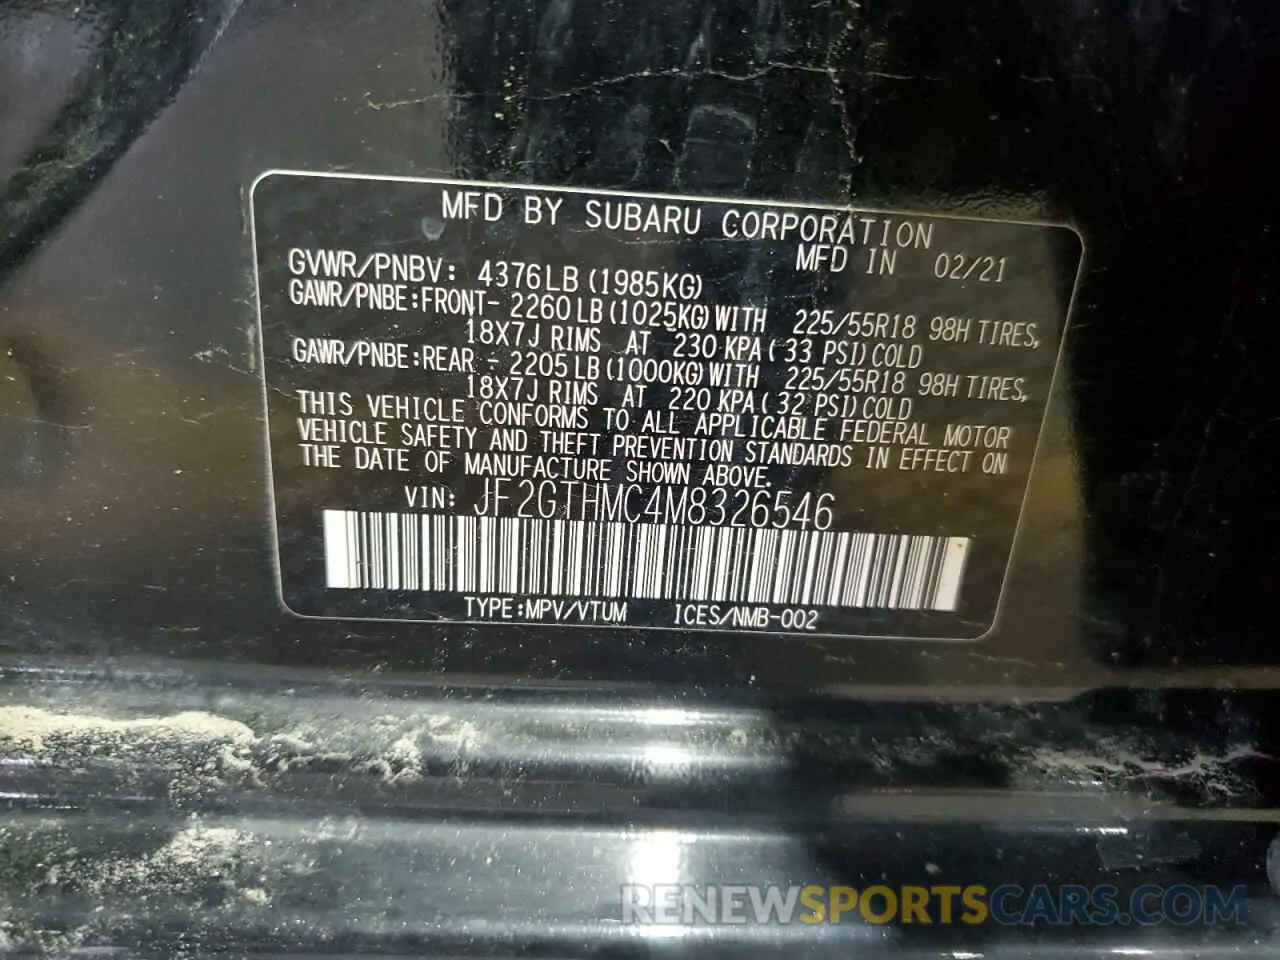 MFD BY SUBARU CORPORATION
MFD IN 02/21
GVWR/PNBV: 4376LB (1985KG)
GAWR/PNBE:FRONT- 2260LB (1025KG) WITH 225/55R18 98H TIRES,
18X7J RIMS AT 230 KPA( 33 PSI) COLD
GAWR/PNBE:REAR - 2205LB (1000KG) WITH 225/55R18 98H TIRES,
18X7J RIMS AT 220 KPA( 32 PSI) COLD
THIS VEHICLE CONFORMS TO ALL APPLICABLE FEDERAL MOTOR
VEHICLE SAFETY AND THEFT PREVENTION STANDARDS IN EFFECT ON
THE DATE OF MANUFACTURE SHOWN ABOVE.
VIN: JF2GTHMC4M8326546
TYPE:MPV/VTUM ICES/NMB-002
RENEWSPORTSCARS.COM